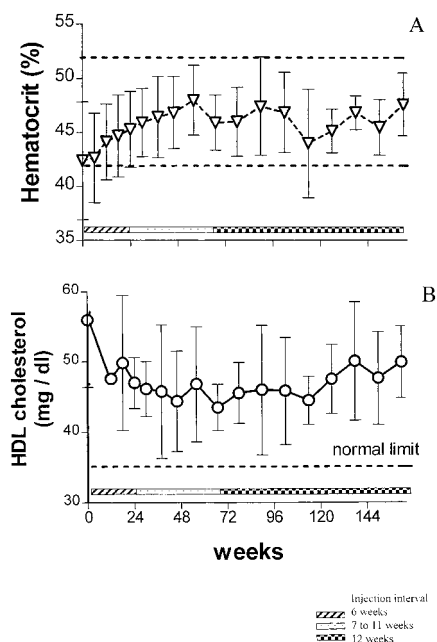 A
Hematocrit (%)
55
50
45
42
35
B
HDL cholesterol
(mg / dl)
60
50
40
30
normal limit
0 24 48 72 96 120 144
weeks
Injection interval
6 weeks
7 to 11 weeks
12 weeks